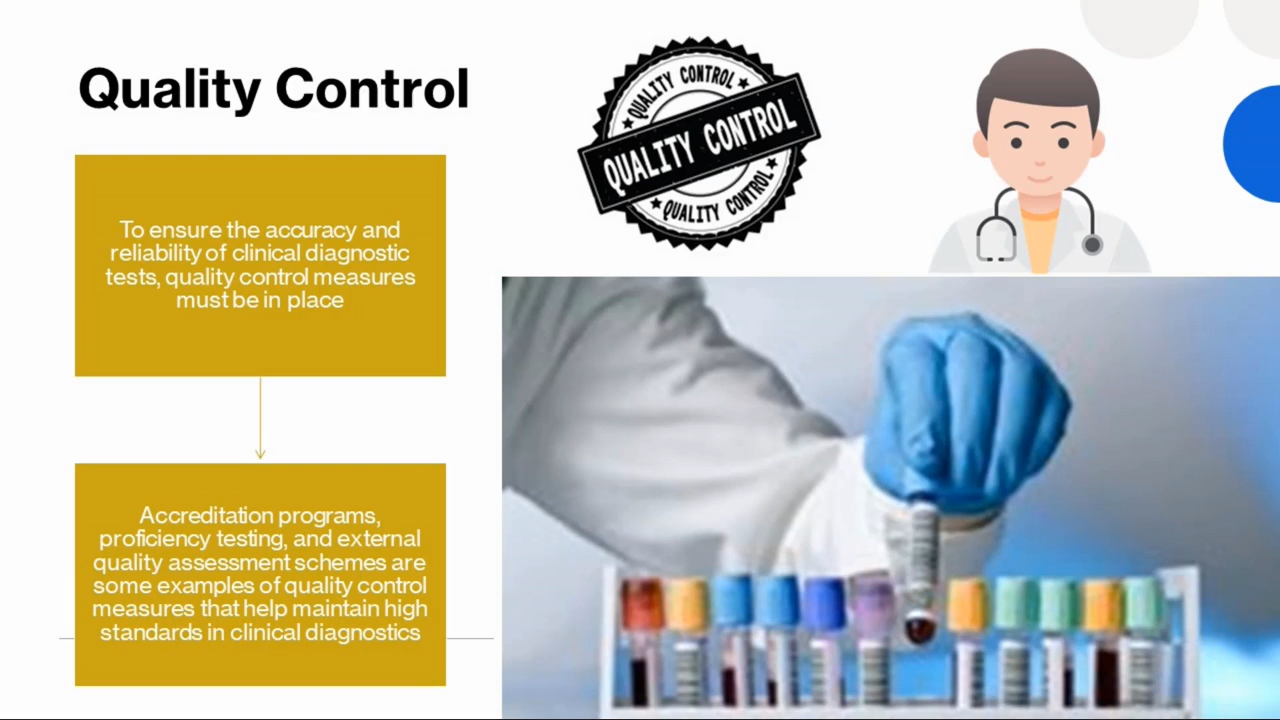 Quality Control
QUALITY CONTROL
QUALITY CONTROL
QUALITY CONTROL
To ensure the accuracy and
reliability of clinical diagnostic
tests, quality control measures
must be in place
Accreditation programs,
proficiency testing, and external
quality assessment schemes are
some examples of quality control
measures that help maintain high
standards in clinical diagnostics